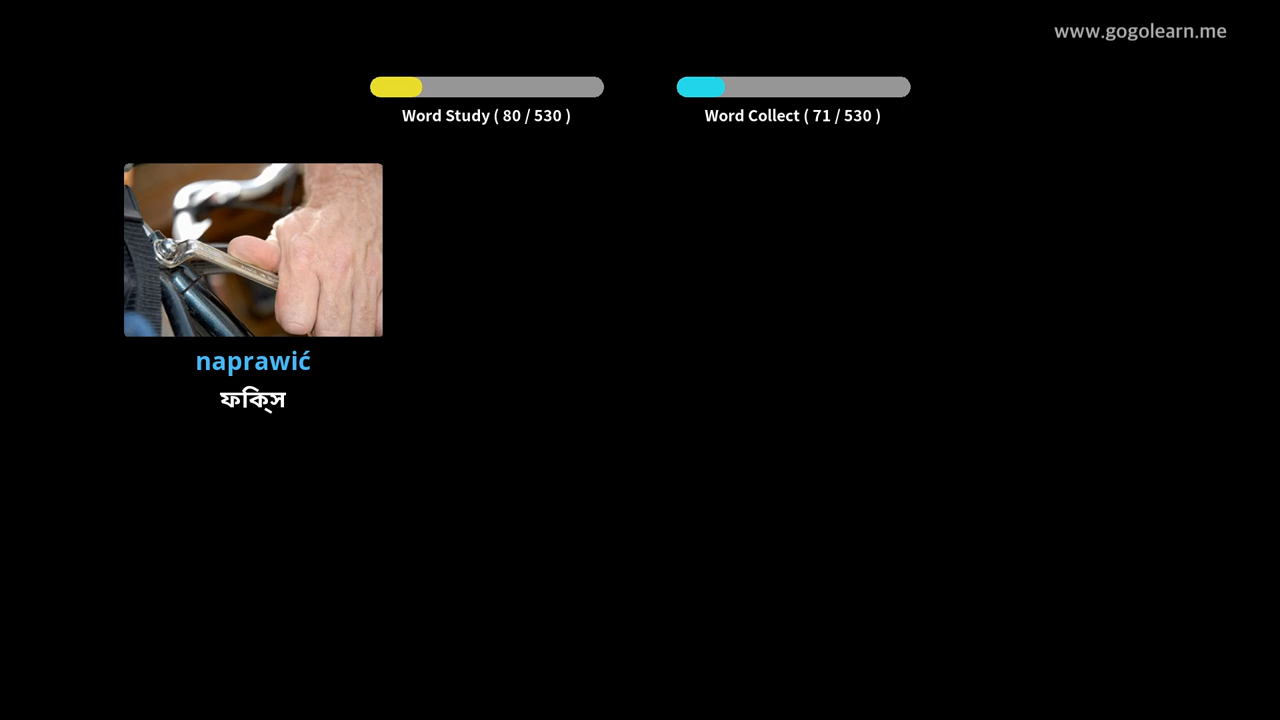 www.gogolearn.me
Word Study ( 80 / 530 )
Word Collect ( 71 / 530 )
naprawić
ফিক্স